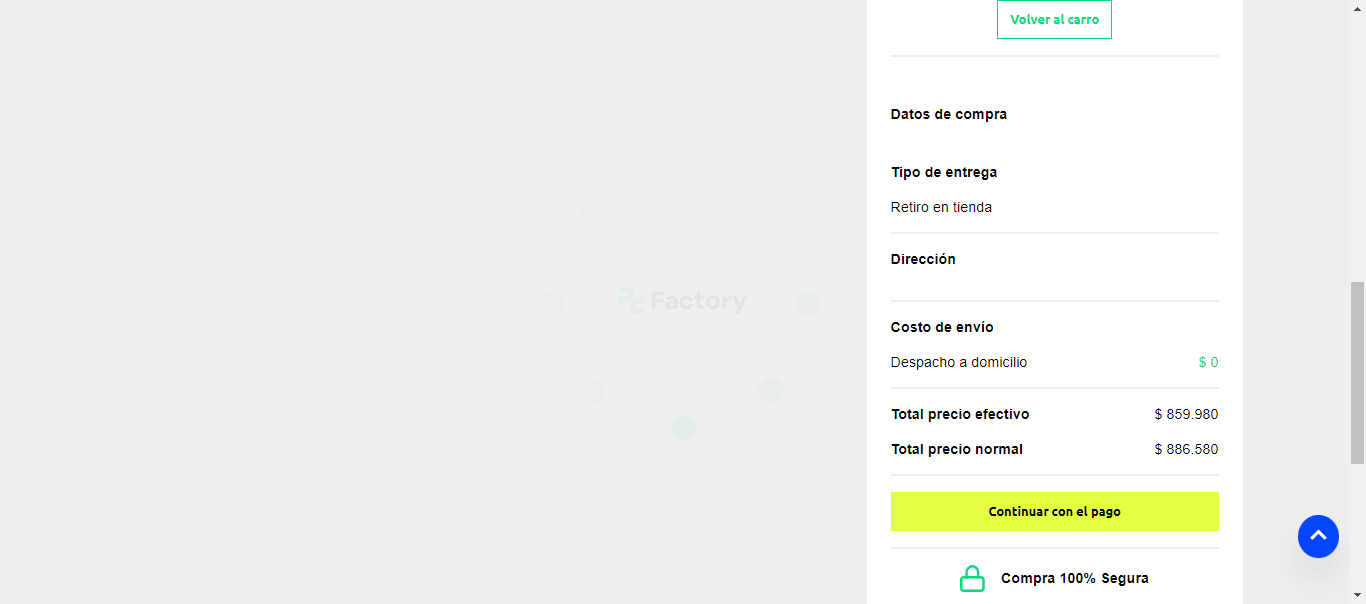 Volver al carro
Datos de compra
Tipo de entrega
Retiro en tienda
Dirección
Factory
Costo de envío
Despacho a domicilio $ 0
Total precio efectivo $ 859.980
Total precio normal $ 886.580
Continuar con el pago
Compra 100% Segura